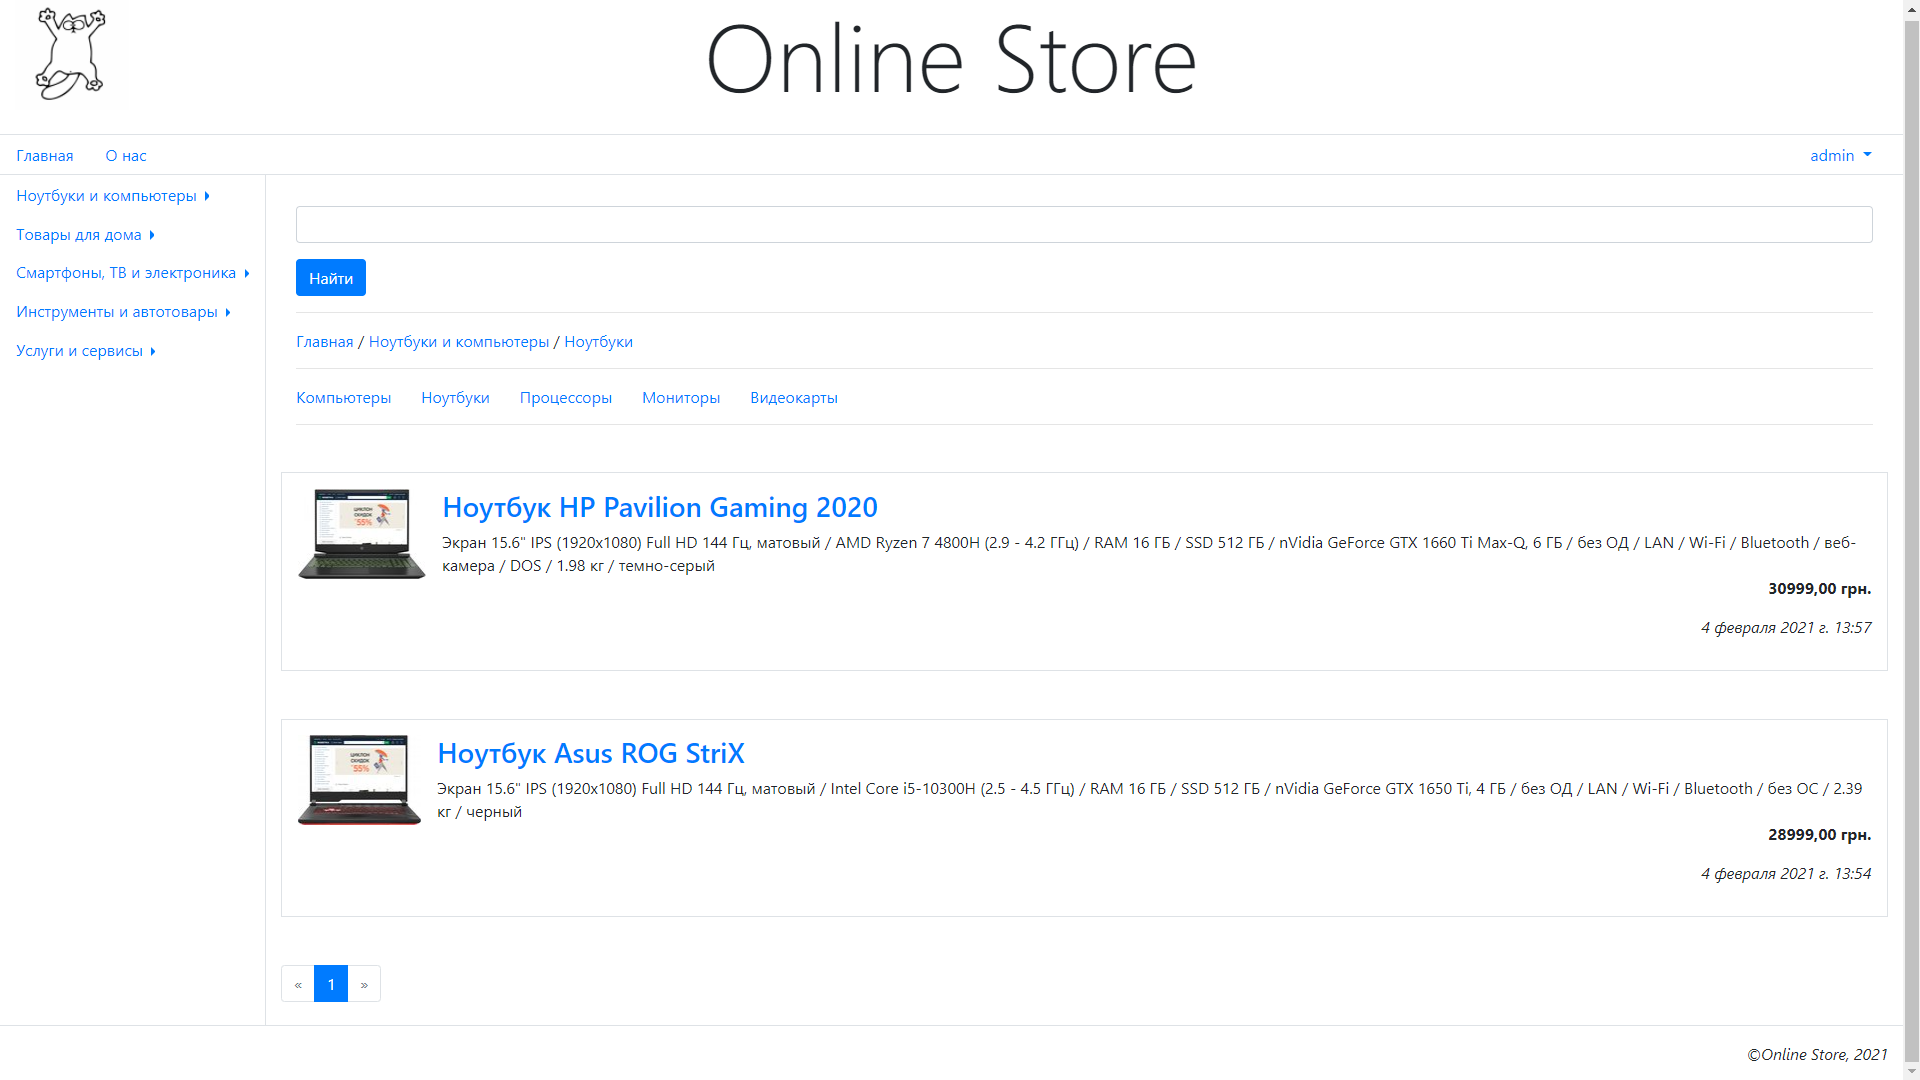 Online Store
Главная
О нас
admin
Ноутбуки и компьютеры
Товары для дома
Смартфоны, ТВ и электроника
Инструменты и автотовары
Услуги и сервисы
Найти
Главная / Ноутбуки и компьютеры / Ноутбуки
Компьютеры Ноутбуки Процессоры Мониторы Видеокарты
ЦИКЛОН
СКИДОК
-55%
Ноутбук HP Pavilion Gaming 2020
Экран 15.6" IPS (1920x1080) Full HD 144 Гц, матовый / AMD Ryzen 7 4800H (2.9 - 4.2 ГГц) / RAM 16 ГБ / SSD 512 ГБ / nVidia GeForce GTX 1660 Ti Max-Q, 6 ГБ / без ОД / LAN / Wi-Fi / Bluetooth / веб-
камера / DOS / 1.98 кг / темно-серый
30999,00 грн.
4 февраля 2021 г. 13:57
ЦИКЛОН
СКИДОК
-55%
Ноутбук Asus ROG StriX
Экран 15.6" IPS (1920x1080) Full HD 144 Гц, матовый / Intel Core i5-10300H (2.5 - 4.5 ГГц) / RAM 16 ГБ / SSD 512 ГБ / nVidia GeForce GTX 1650 Ti, 4 ГБ / без ОД / LAN / Wi-Fi / Bluetooth / без ОС / 2.39
кг / черный
28999,00 грн.
4 февраля 2021 г. 13:54
« 1 »
©Online Store, 2021